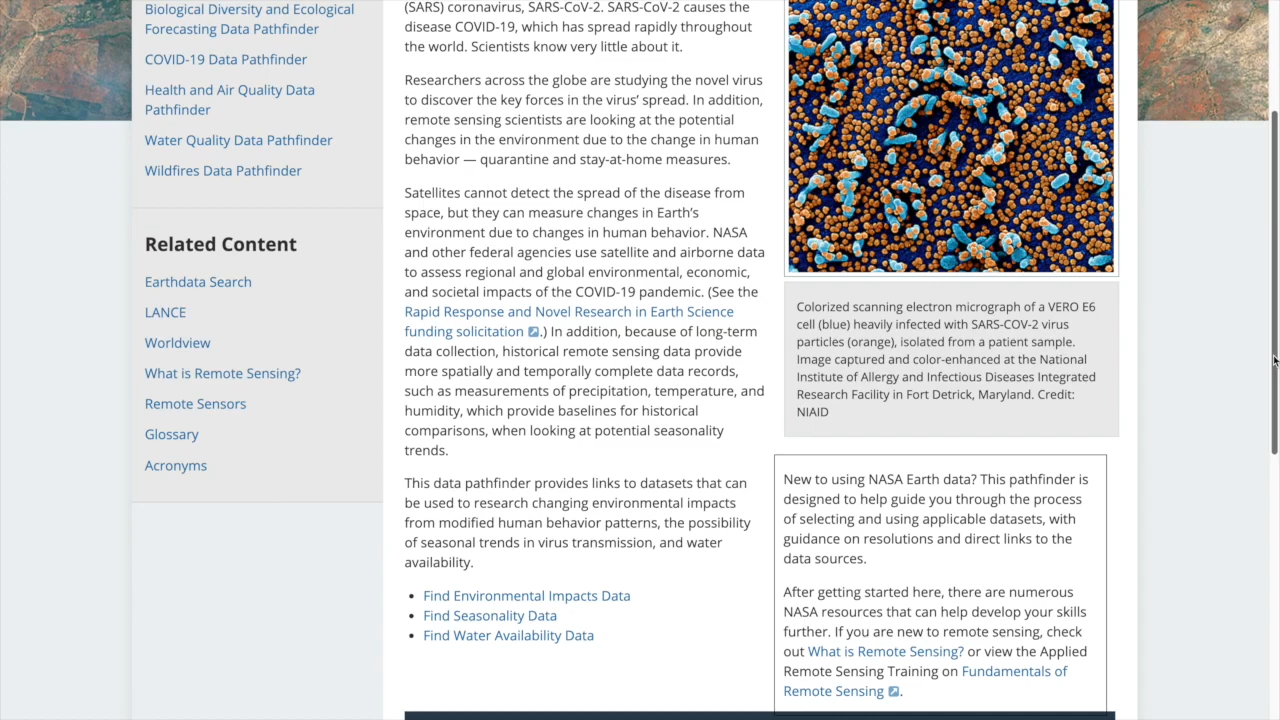 Biological Diversity and Ecological
Forecasting Data Pathfinder
COVID-19 Data Pathfinder
Health and Air Quality Data
Pathfinder
Water Quality Data Pathfinder
Wildfires Data Pathfinder
Related Content
Earthdata Search
LANCE
Worldview
What is Remote Sensing?
Remote Sensors
Glossary
Acronyms
(SARS) coronavirus, SARS-CoV-2. SARS-CoV-2 causes the
disease COVID-19, which has spread rapidly throughout
the world. Scientists know very little about it.
Researchers across the globe are studying the novel virus
to discover the key forces in the virus’ spread. In addition,
remote sensing scientists are looking at the potential
changes in the environment due to the change in human
behavior — quarantine and stay-at-home measures.
Satellites cannot detect the spread of the disease from
space, but they can measure changes in Earth’s
environment due to changes in human behavior. NASA
and other federal agencies use satellite and airborne data
to assess regional and global environmental, economic,
and societal impacts of the COVID-19 pandemic. (See the
Rapid Response and Novel Research in Earth Science
funding solicitation .) In addition, because of long-term
data collection, historical remote sensing data provide
more spatially and temporally complete data records,
such as measurements of precipitation, temperature, and
humidity, which provide baselines for historical
comparisons, when looking at potential seasonality
trends.
This data pathfinder provides links to datasets that can
be used to research changing environmental impacts
from modified human behavior patterns, the possibility
of seasonal trends in virus transmission, and water
availability.
• Find Environmental Impacts Data
• Find Seasonality Data
• Find Water Availability Data
Colorized scanning electron micrograph of a VERO E6
cell (blue) heavily infected with SARS-COV-2 virus
particles (orange), isolated from a patient sample.
Image captured and color-enhanced at the National
Institute of Allergy and Infectious Diseases Integrated
Research Facility in Fort Detrick, Maryland. Credit:
NIAID
New to using NASA Earth data? This pathfinder is
designed to help guide you through the process
of selecting and using applicable datasets, with
guidance on resolutions and direct links to the
data sources.
After getting started here, there are numerous
NASA resources that can help develop your skills
further. If you are new to remote sensing, check
out What is Remote Sensing? or view the Applied
Remote Sensing Training on Fundamentals of
Remote Sensing .